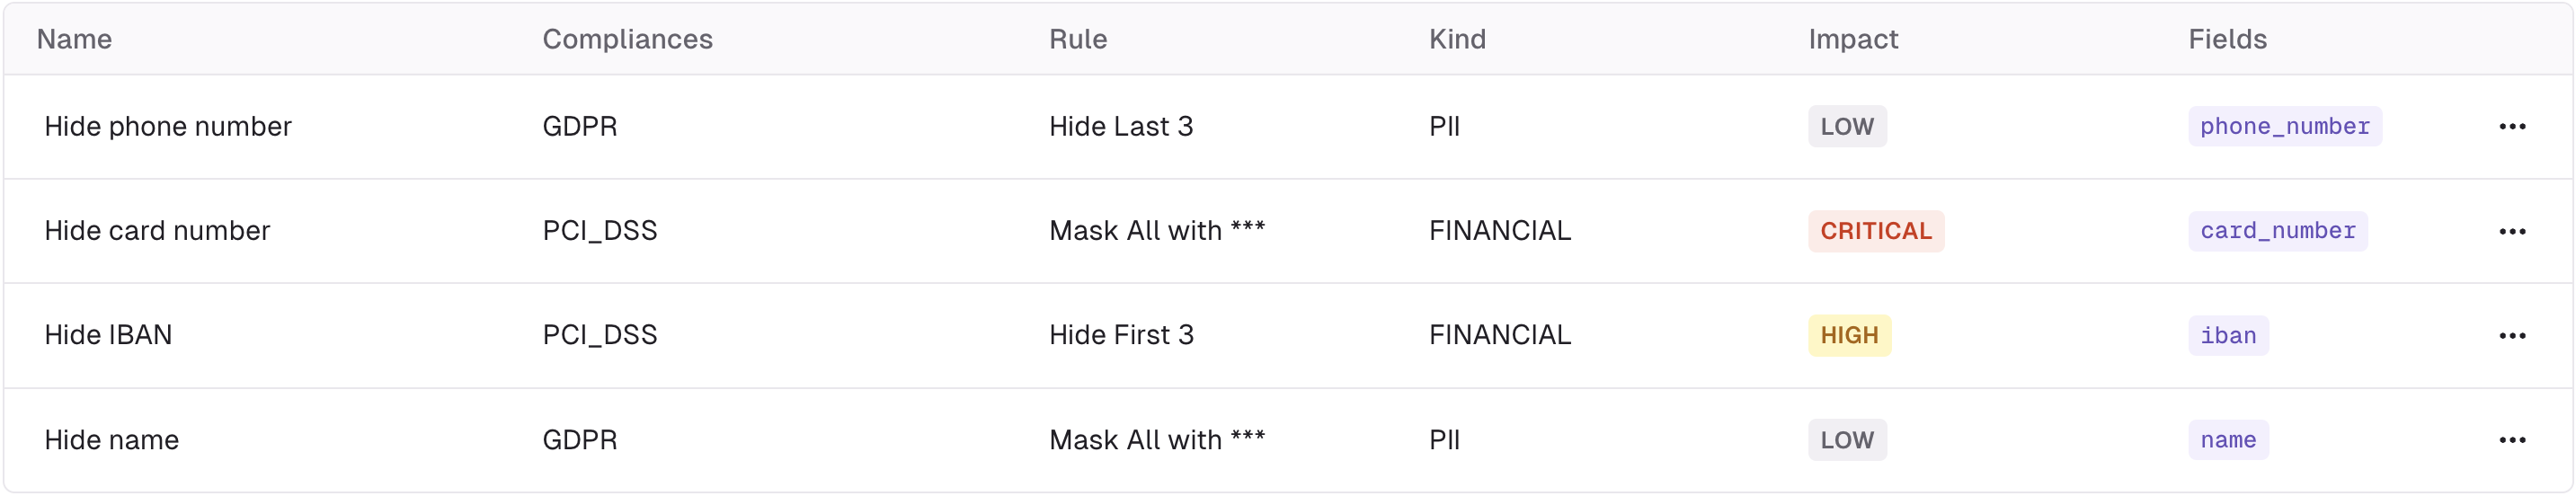 Name Compliances Rule Kind Impact Fields
Hide phone number GDPR Hide Last 3 PII LOW phone_number
Hide card number PCI_DSS Mask All with *** FINANCIAL CRITICAL card_number
Hide IBAN PCI_DSS Hide First 3 FINANCIAL HIGH iban
Hide name GDPR Mask All with *** PII LOW name